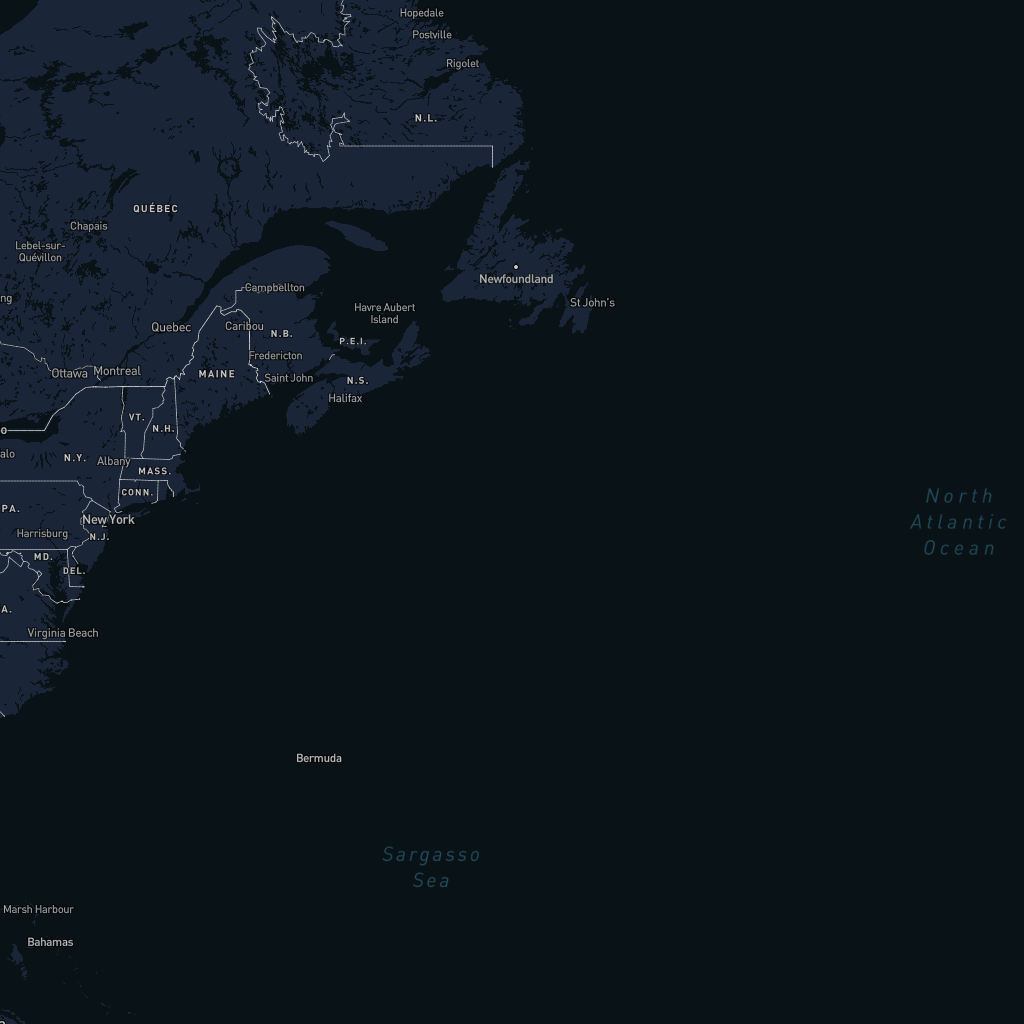 Hopedale
Postville
Rigolet
N.L.
QUÉBEC
Chapais
Lebel-sur-
Quévillon
Newfoundland
ng
Campbellton
St John's
Havre Aubert
Island
Quebec
Caribou
N.B.
P.E.I.
Fredericton
Ottawa
Montreal
MAINE
Saint John
N.S.
Halifax
VT.
N.H.
o
alo
N.Y.
Albany
MASS.
CONN.
North
Atlantic
Ocean
PA.
New York
Harrisburg
N.J.
MD.
DEL.
A.
Virginia Beach
Bermuda
Sargasso
Sea
Marsh Harbour
Bahamas